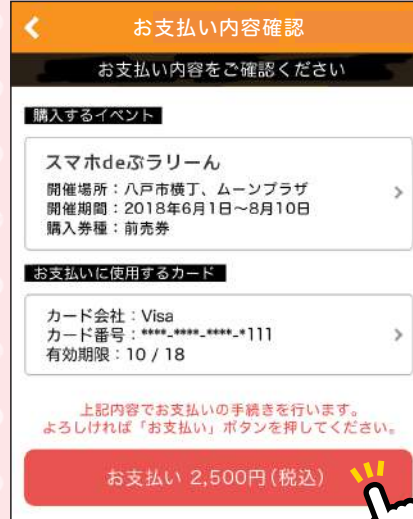 お支払い内容確認
お支払い内容をご確認ください
購入するイベント
スマホdeぶラリーん
開催場所：八戸市横丁、ムーンプラザ
開催期間：2018年6月1日～8月10日
購入券種：前売券
お支払いに使用するカード
カード会社：Visa
カード番号：****-****-****-*111
有効期限：10 / 18
上記内容でお支払いの手続きを行います。
よろしければ「お支払い」ボタンを押してください。
お支払い 2,500円(税込)